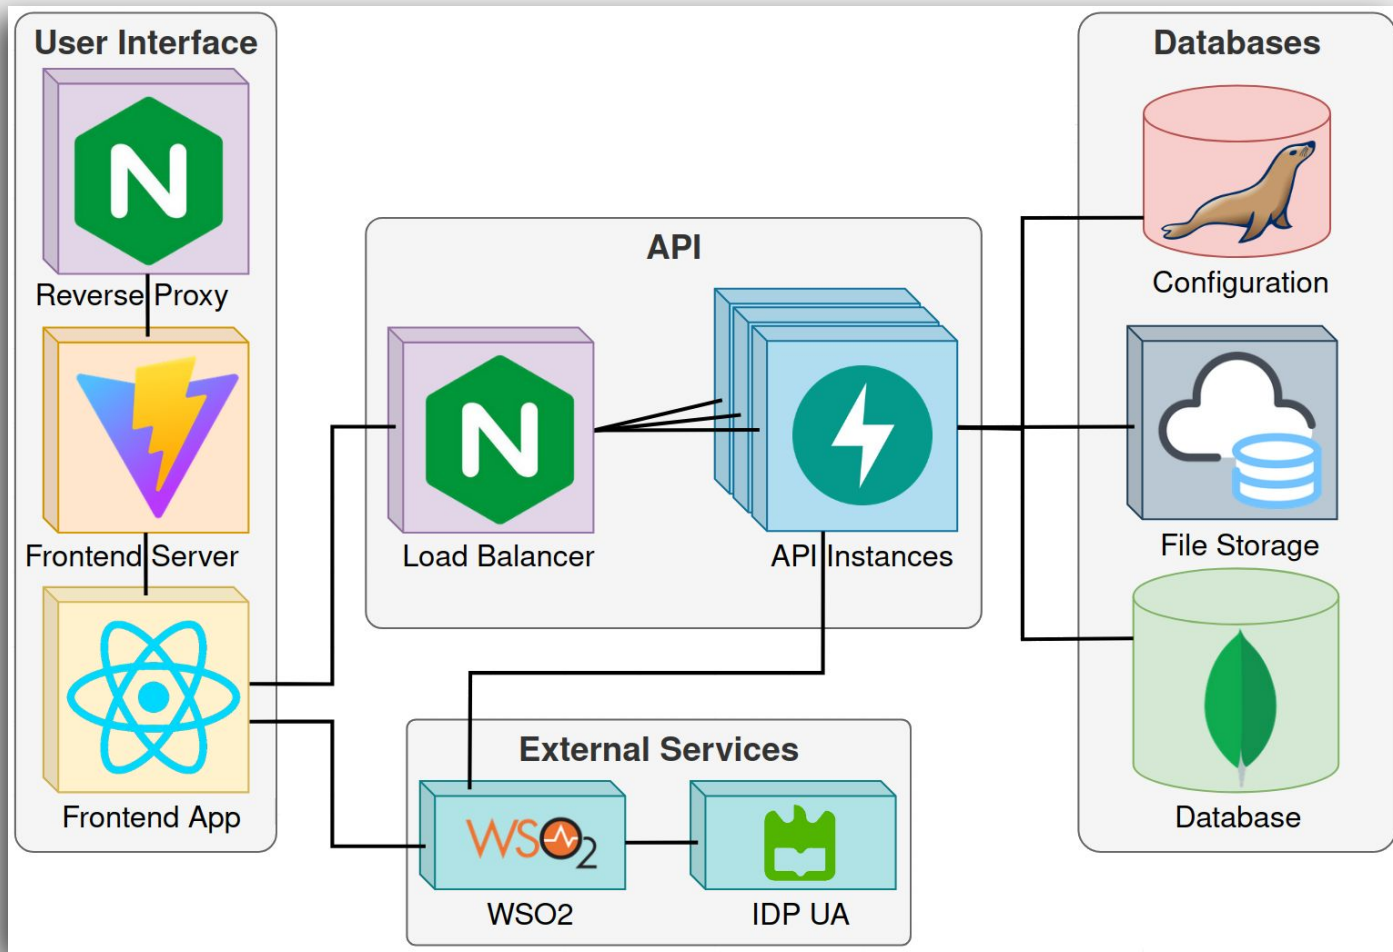 User Interface
Reverse Proxy
Frontend Server
Frontend App
API
Load Balancer
API Instances
External Services
WSO2
WSO2
IDP UA
Databases
Configuration
File Storage
Database